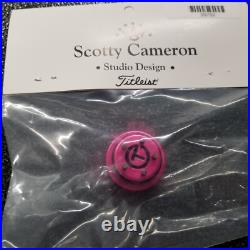 Scotty Cameron
• Studio Design •
Titleist